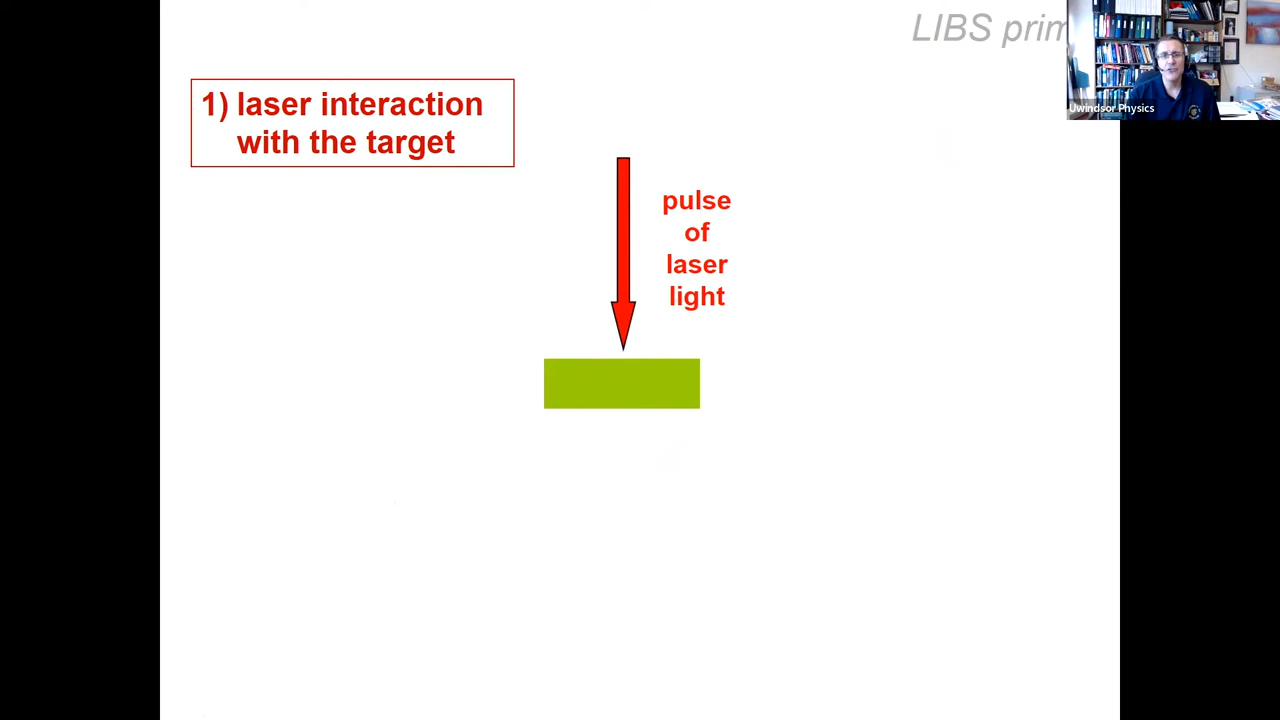 LIBS prim
Uwindsor Physics
1) laser interaction
with the target
pulse
of
laser
light